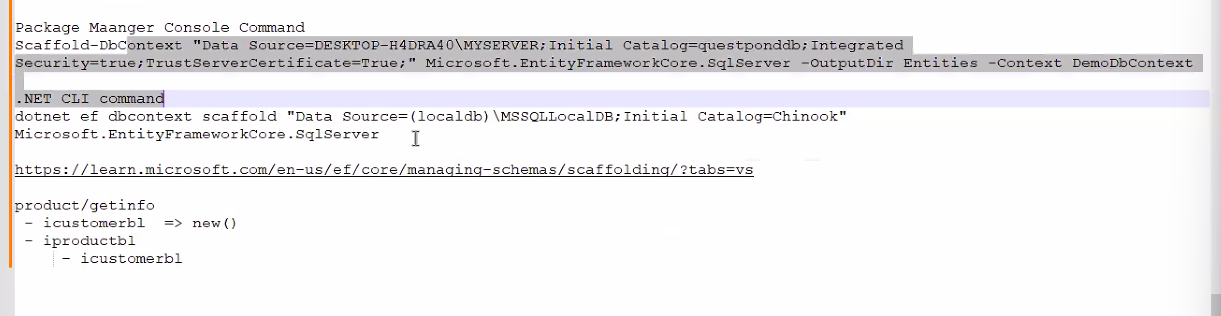 Package Maanger Console Command
Scaffold-DbContext "Data Source=DESKTOP-H4DRA40\MYSERVER;Initial Catalog=questponddb;Integrated
Security=true;TrustServerCertificate=True;" Microsoft.EntityFrameworkCore.SqlServer -OutputDir Entities -Context DemoDbContext
.NET CLI command
dotnet ef dbcontext scaffold "Data Source=(localdb)\MSSQLLocalDB;Initial Catalog=Chinook"
Microsoft.EntityFrameworkCore.SqlServer
https://learn.microsoft.com/en-us/ef/core/managing-schemas/scaffolding/?tabs=vs
product/getinfo
- icustomerbl => new()
- iproductbl
- icustomerbl